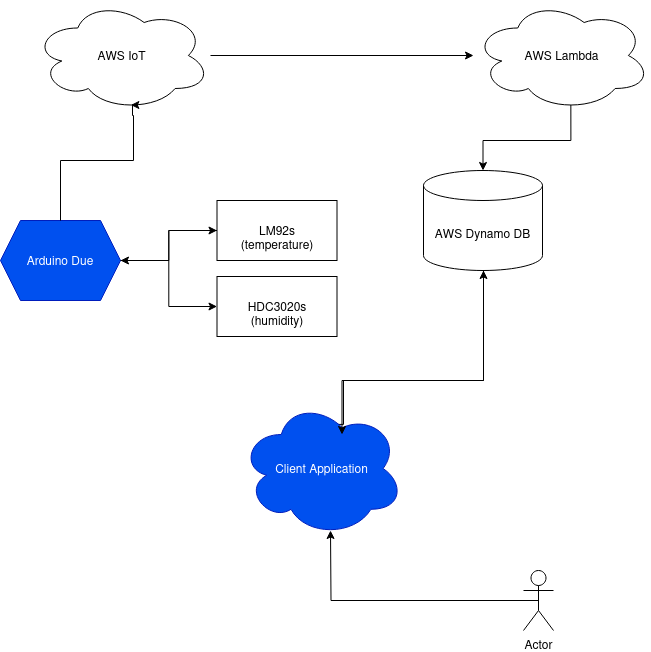 AWS IoT
AWS Lambda
AWS Dynamo DB
Arduino Due
LM92s
(temperature)
HDC3020s
(humidity)
Client Application
Actor